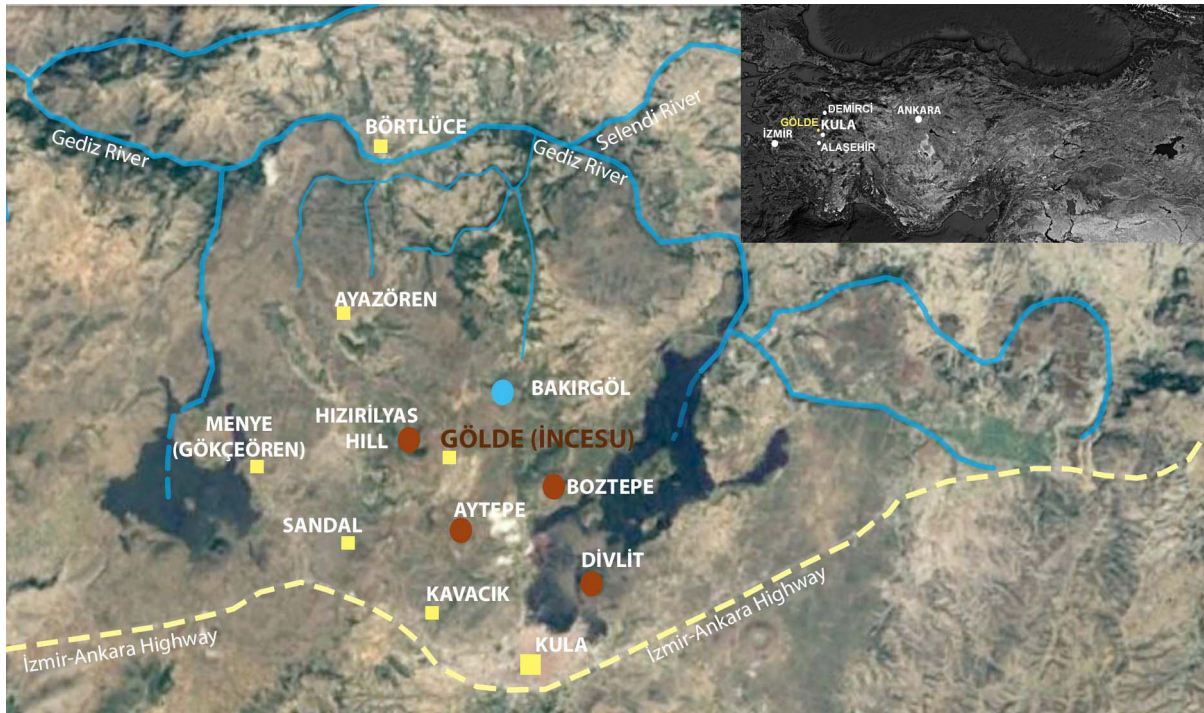 DEMİRCİ
ANKARA
GÖLDE
KULA
İZMİR
ALAŞEHİR
BÖRTLÜCE
Selendi River
Gediz River
Gediz River
AYAZÖREN
BAKIRGÖL
HIZIRİLYAS
HILL
MENYE
(GÖKÇEÖREN)
GÖLDE (İNCESU)
BOZTEPE
AYTEPE
SANDAL
DİVLİT
KAVACIK
İzmir-Ankara Highway
İzmir-Ankara Highway
KULA